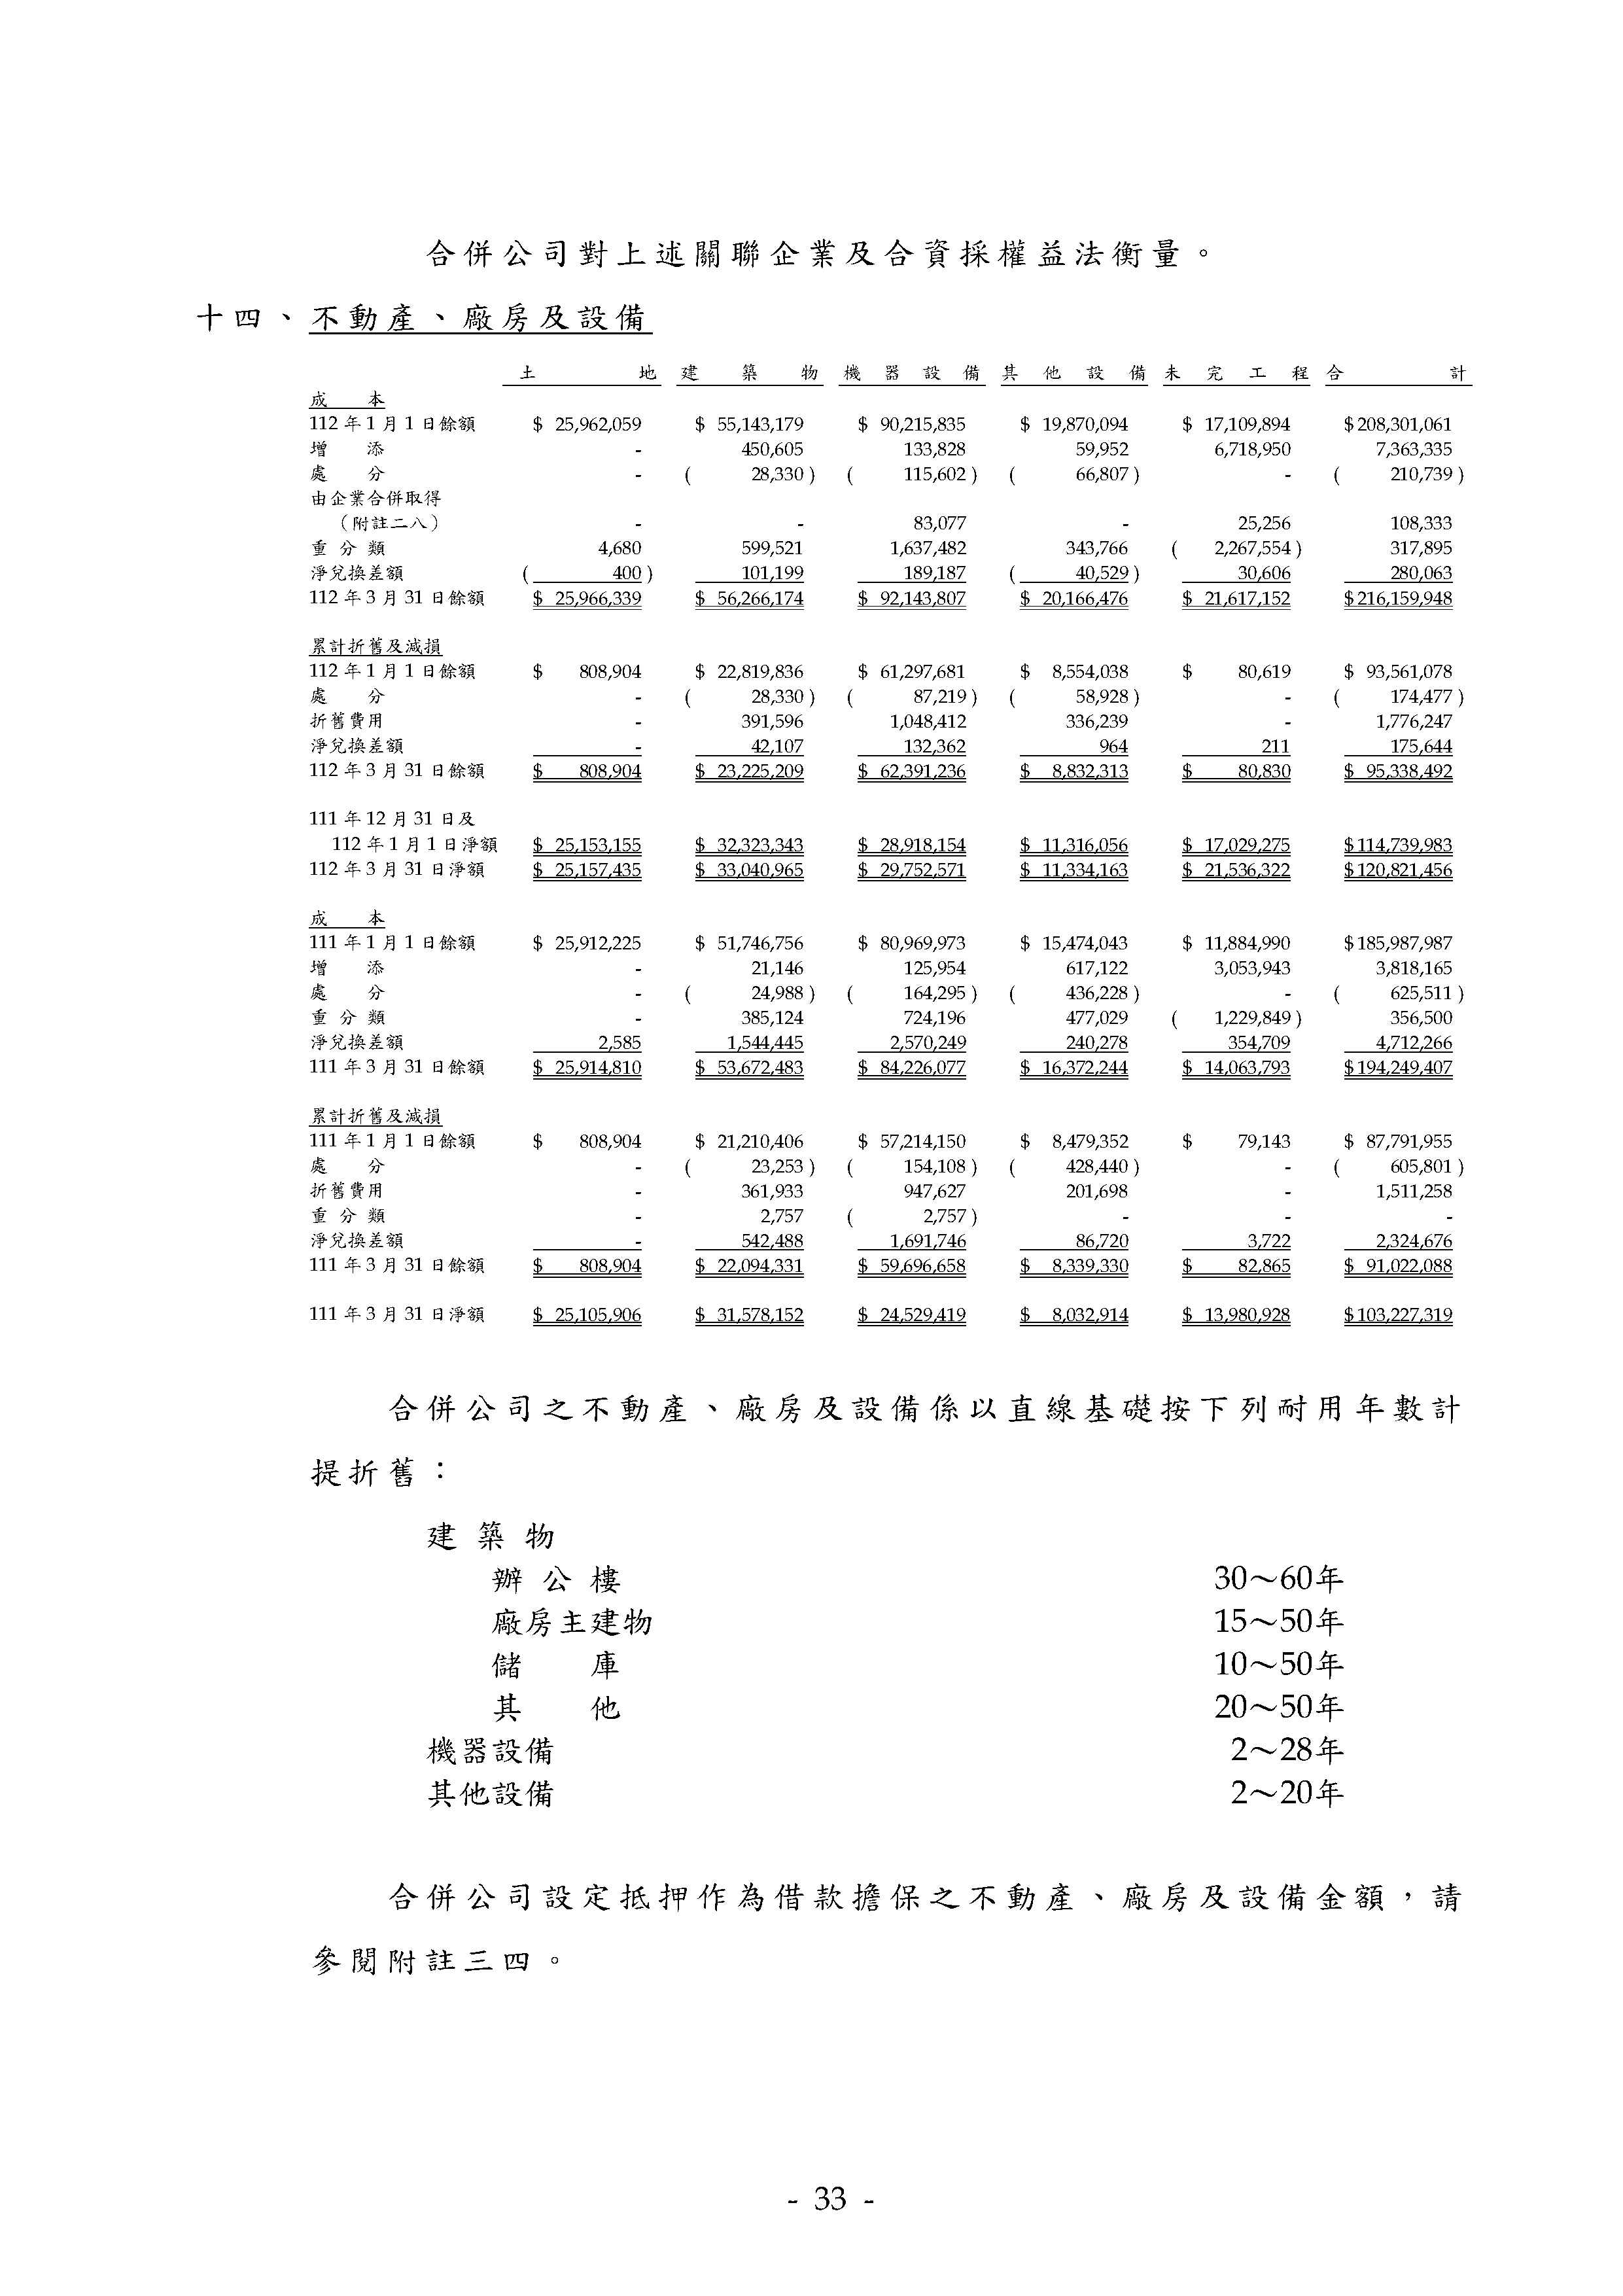 合併公司對上述關聯企業及合資採權益法衡量。
十四、不動產、廠房及設備
土地 建築物 機器設備 其他設備 未完工程 合計
成本
112年1月1日餘額 $ 25,962,059 $ 55,143,179 $ 90,215,835 $ 19,870,094 $ 17,109,894 $208,301,061
增添 - 450,605 133,828 59,952 6,718,950 7,363,335
處分 - ( 28,330 ) ( 115,602 ) ( 66,807 ) - ( 210,739 )
由企業合併取得
（附註二八） - - 83,077 - 25,256 108,333
重分類 4,680 599,521 1,637,482 343,766 ( 2,267,554 ) 317,895
淨兌換差額 ( 400 ) 101,199 189,187 ( 40,529 ) 30,606 280,063
112年3月31日餘額 $ 25,966,339 $ 56,266,174 $ 92,143,807 $ 20,166,476 $ 21,617,152 $216,159,948
累計折舊及減損
112年1月1日餘額 $ 808,904 $ 22,819,836 $ 61,297,681 $ 8,554,038 $ 80,619 $ 93,561,078
處分 - ( 28,330 ) ( 87,219 ) ( 58,928 ) - ( 174,477 )
折舊費用 - 391,596 1,048,412 336,239 - 1,776,247
淨兌換差額 - 42,107 132,362 964 211 175,644
112年3月31日餘額 $ 808,904 $ 23,225,209 $ 62,391,236 $ 8,832,313 $ 80,830 $ 95,338,492
111年12月31日及
112年1月1日淨額 $ 25,153,155 $ 32,323,343 $ 28,918,154 $ 11,316,056 $ 17,029,275 $114,739,983
112年3月31日淨額 $ 25,157,435 $ 33,040,965 $ 29,752,571 $ 11,334,163 $ 21,536,322 $120,821,456
成本
111年1月1日餘額 $ 25,912,225 $ 51,746,756 $ 80,969,973 $ 15,474,043 $ 11,884,990 $185,987,987
增添 - 21,146 125,954 617,122 3,053,943 3,818,165
處分 - ( 24,988 ) ( 164,295 ) ( 436,228 ) - ( 625,511 )
重分類 - 385,124 724,196 477,029 ( 1,229,849 ) 356,500
淨兌換差額 2,585 1,544,445 2,570,249 240,278 354,709 4,712,266
111年3月31日餘額 $ 25,914,810 $ 53,672,483 $ 84,226,077 $ 16,372,244 $ 14,063,793 $194,249,407
累計折舊及減損
111年1月1日餘額 $ 808,904 $ 21,210,406 $ 57,214,150 $ 8,479,352 $ 79,143 $ 87,791,955
處分 - ( 23,253 ) ( 154,108 ) ( 428,440 ) - ( 605,801 )
折舊費用 - 361,933 947,627 201,698 - 1,511,258
重分類 - 2,757 ( 2,757 ) - - -
淨兌換差額 - 542,488 1,691,746 86,720 3,722 2,324,676
111年3月31日餘額 $ 808,904 $ 22,094,331 $ 59,696,658 $ 8,339,330 $ 82,865 $ 91,022,088
111年3月31日淨額 $ 25,105,906 $ 31,578,152 $ 24,529,419 $ 8,032,914 $ 13,980,928 $103,227,319
合併公司之不動產、廠房及設備係以直線基礎按下列耐用年數計
提折舊：
建築物
辦公樓 30～60年
廠房主建物 15～50年
儲庫 10～50年
其他 20～50年
機器設備 2～28年
其他設備 2～20年
合併公司設定抵押作為借款擔保之不動產、廠房及設備金額，請
參閱附註三四。
- 33 -